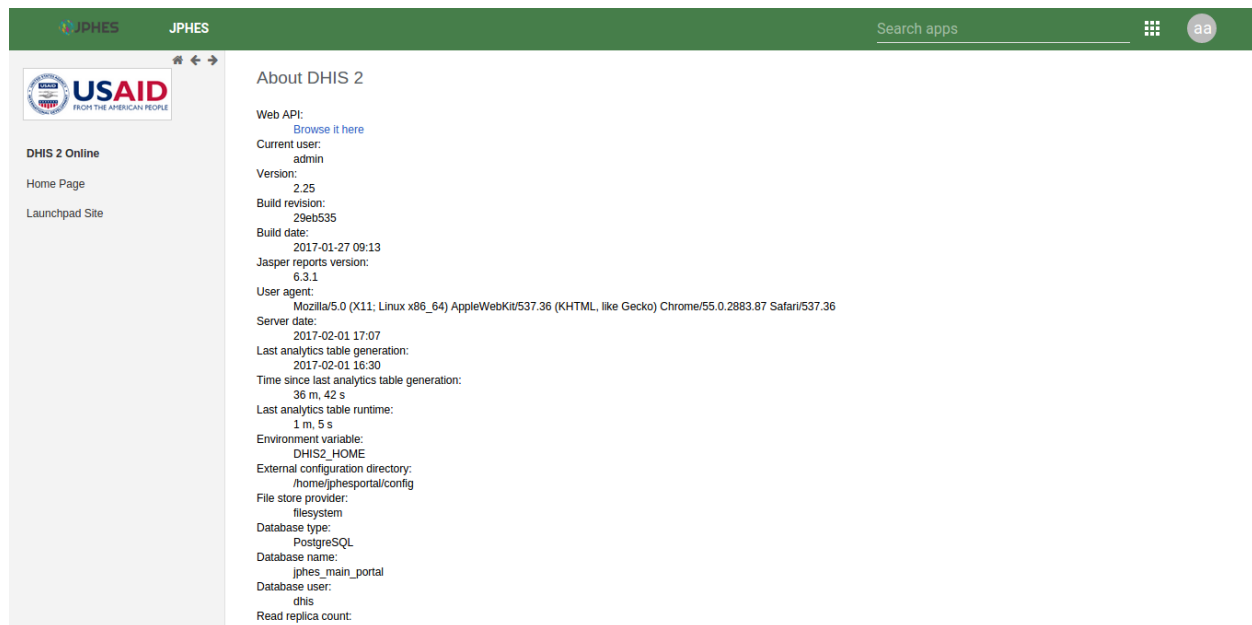 JPHES
JPHES
Search apps
aa
USAID
USAID
FROM THE AMERICAN PEOPLE
DHIS 2 Online
Home Page
Launchpad Site
About DHIS 2
Web API:
Browse it here
Current user:
admin
Version:
2.25
Build revision:
29eb535
Build date:
2017-01-27 09:13
Jasper reports version:
6.3.1
User agent:
Mozilla/5.0 (X11; Linux x86_64) AppleWebKit/537.36 (KHTML, like Gecko) Chrome/55.0.2883.87 Safari/537.36
Server date:
2017-02-01 17:07
Last analytics table generation:
2017-02-01 16:30
Time since last analytics table generation:
36 m, 42 s
Last analytics table runtime:
1 m, 5 s
Environment variable:
DHIS2_HOME
External configuration directory:
/home/jphesportal/config
File store provider:
filesystem
Database type:
PostgreSQL
Database name:
jphes_main_portal
Database user:
dhis
Read replica count: